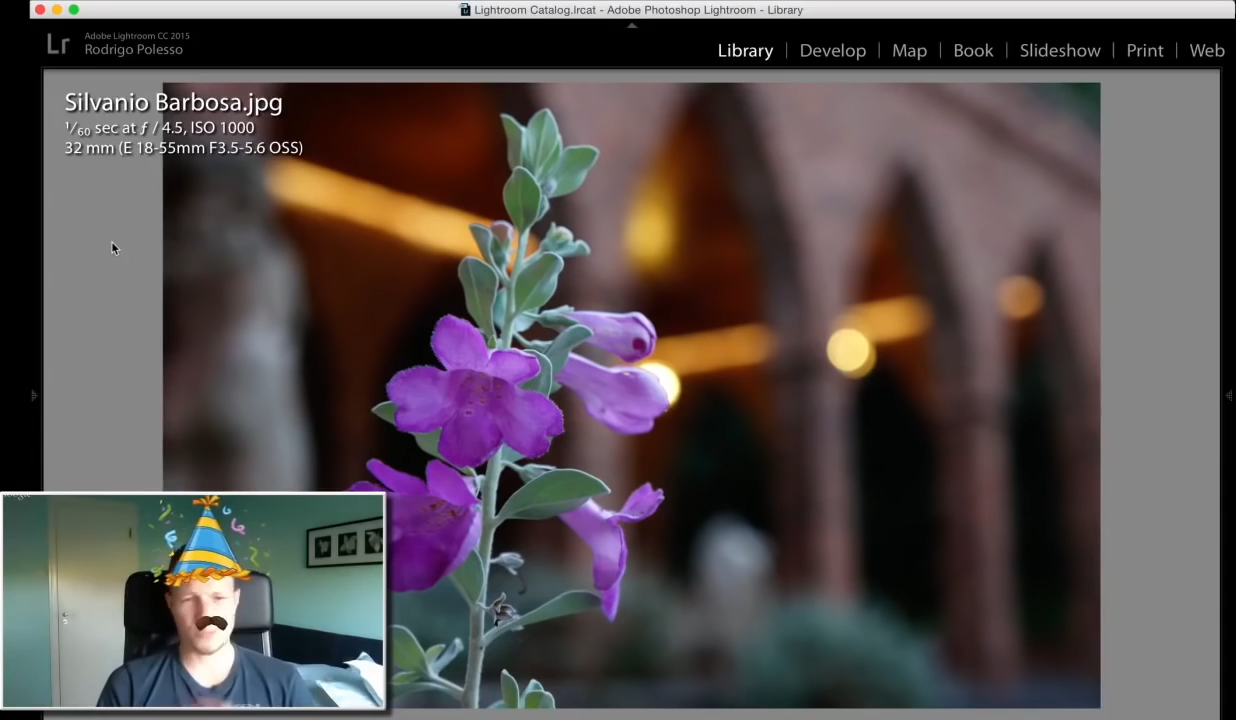 Lightroom Catalog.lrcat - Adobe Photoshop Lightroom - Library
Lr
Adobe Lightroom CC 2015
Rodrigo Polesso
Library | Develop | Map | Book | Slideshow | Print | Web
Silvanio Barbosa.jpg
1/60 sec at ƒ / 4.5, ISO 1000
32 mm (E 18-55mm F3.5-5.6 OSS)